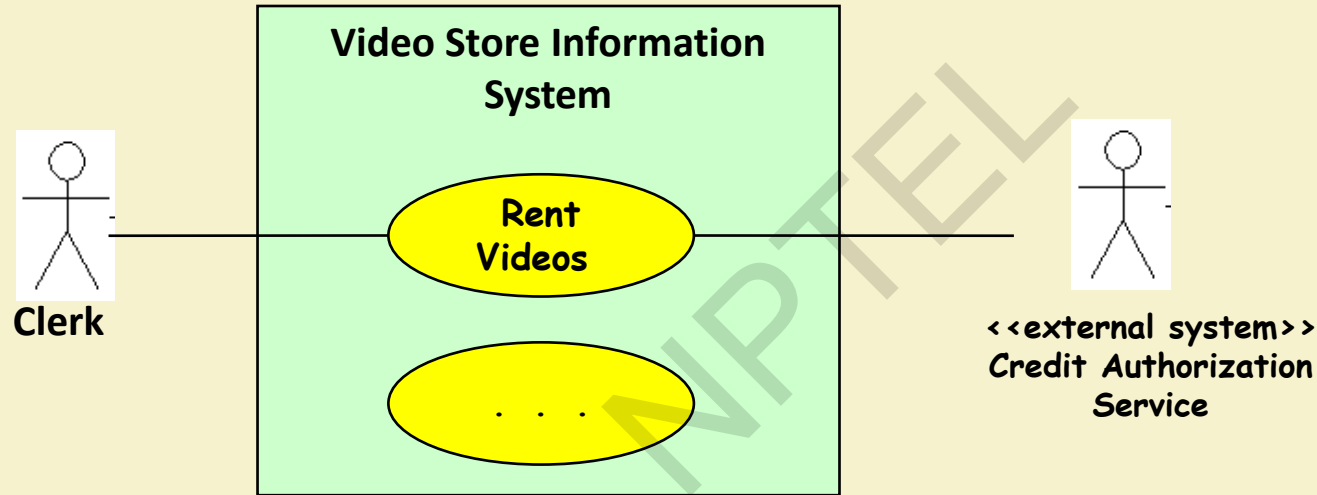 Video Store Information
System
Rent
Videos
Clerk
<<external system>>
Credit Authorization
Service
. . .
NPTEL